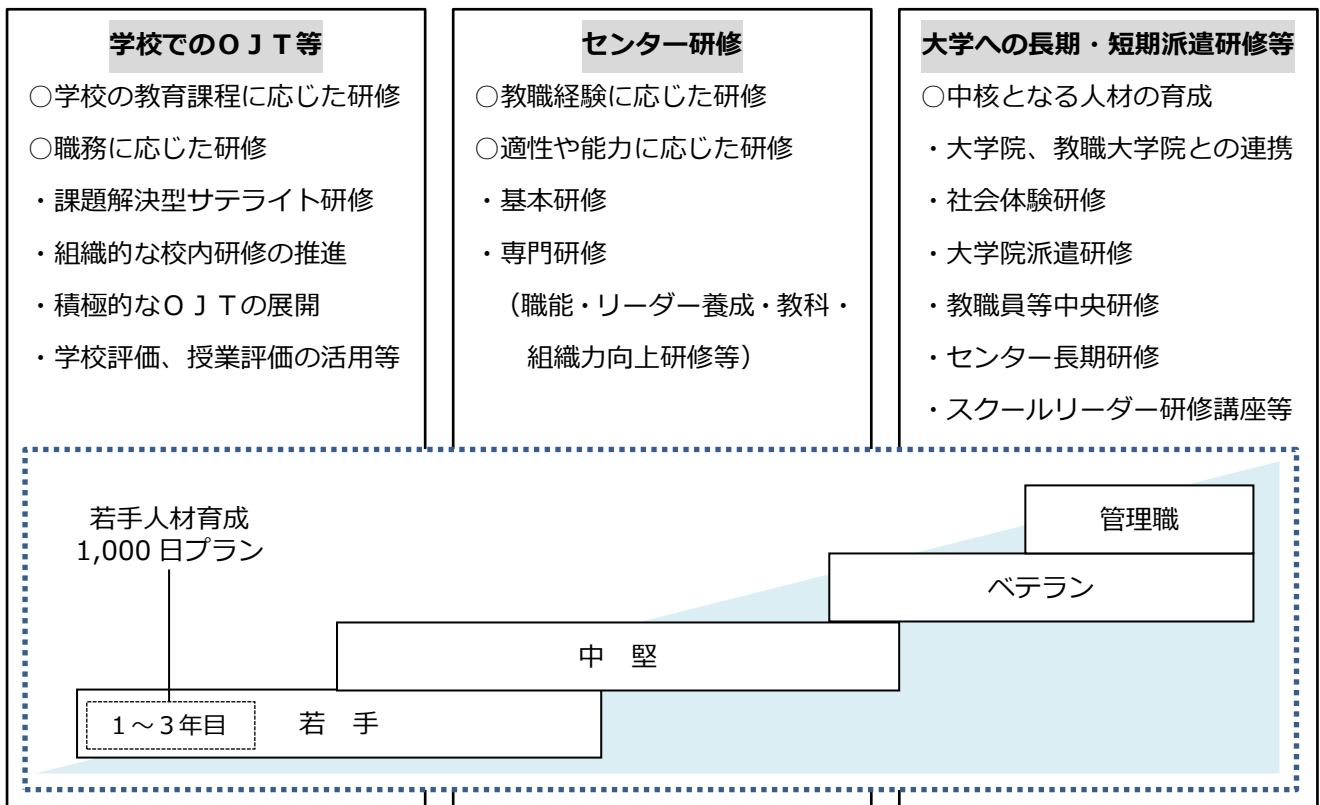 学校でのＯＪＴ等
○学校の教育課程に応じた研修
○職務に応じた研修
・課題解決型サテライト研修
・組織的な校内研修の推進
・積極的なＯＪＴの展開
・学校評価、授業評価の活用等
センター研修
○教職経験に応じた研修
○適性や能力に応じた研修
・基本研修
・専門研修
（職能・リーダー養成・教科・
組織力向上研修等）
大学への長期・短期派遣研修等
○中核となる人材の育成
・大学院、教職大学院との連携
・社会体験研修
・大学院派遣研修
・教職員等中央研修
・センター長期研修
・スクールリーダー研修講座等
若手人材育成
1,000日プラン
管理職
ベテラン
中　堅
１～３年目
若　手